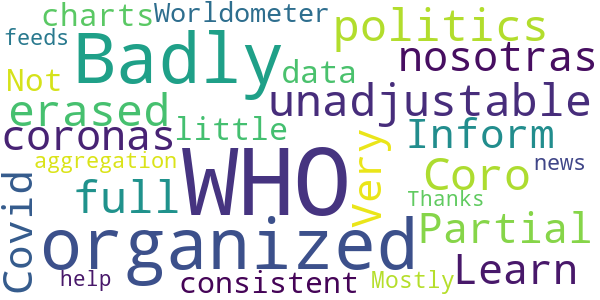 charts Worldometer politics
feeds Badly data nosotras
Not erased unadjustable
coronas little Inform
aggregation WHO Very Coro news
Covid full Thanks
organized Partial
help consistent Mostly Learn